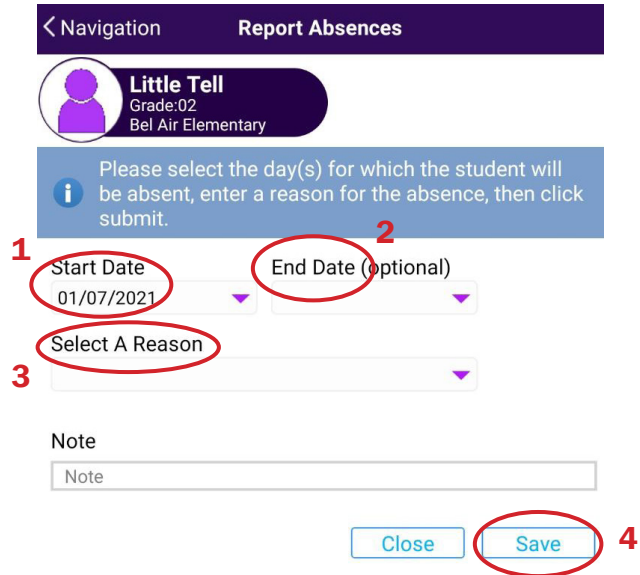 Navigation Report Absences
Little Tell
Grade:02
Bel Air Elementary
i
Please select the day(s) for which the student will
be absent, enter a reason for the absence, then click
submit.
1
2
Start Date
End Date (optional)
01/07/2021
Select A Reason
3
Note
Note
Close
Save
4